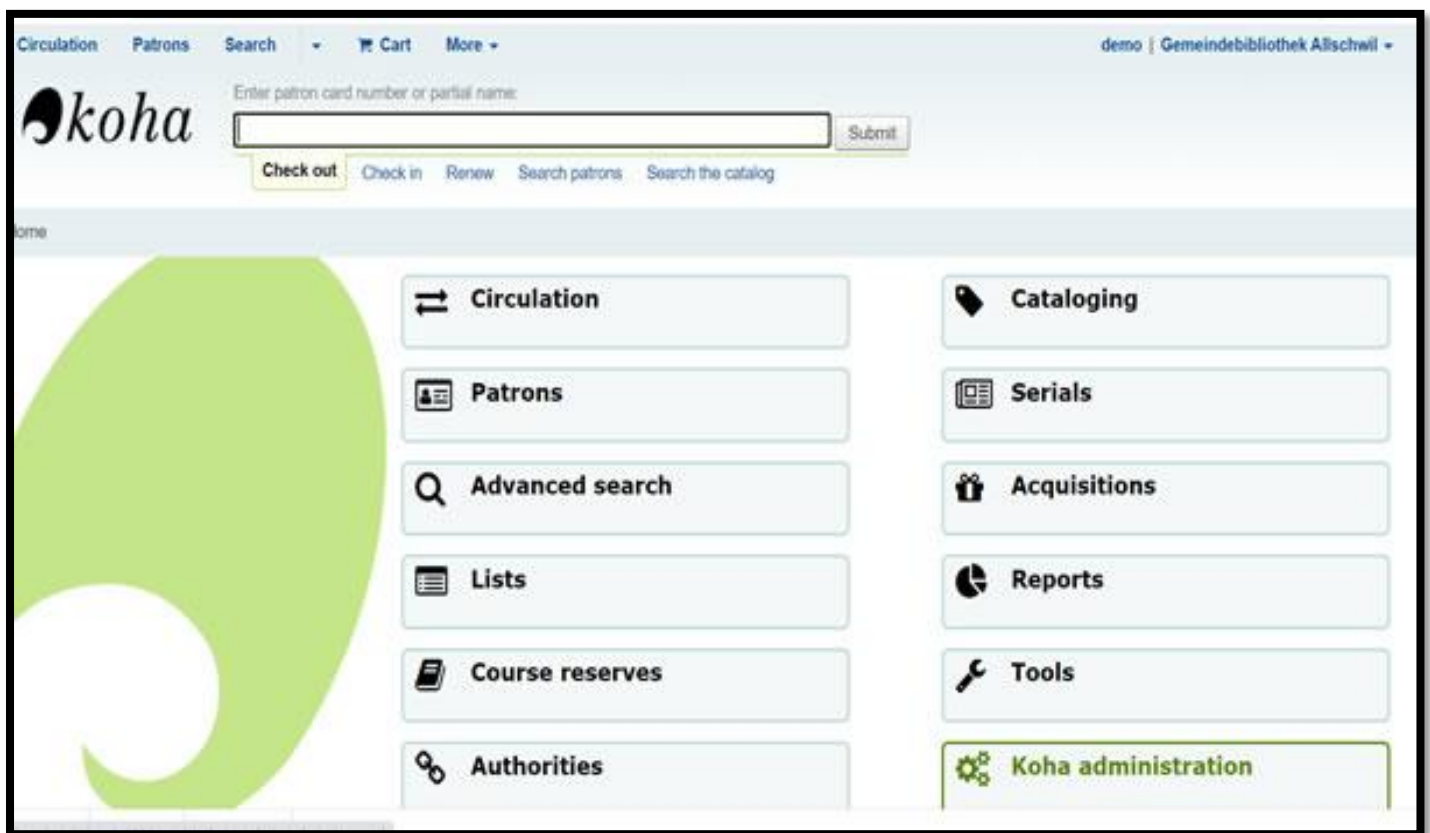 Circulation Patrons Search Cart More demo | Gemeindebibliothek Allschwil
Enter patron card number or partial name:
koha
Submit
Check out Check in Renew Search patrons Search the catalog
ome
Circulation
Cataloging
Patrons
Serials
Advanced search
Acquisitions
Lists
Reports
Course reserves
Tools
Authorities
Koha administration